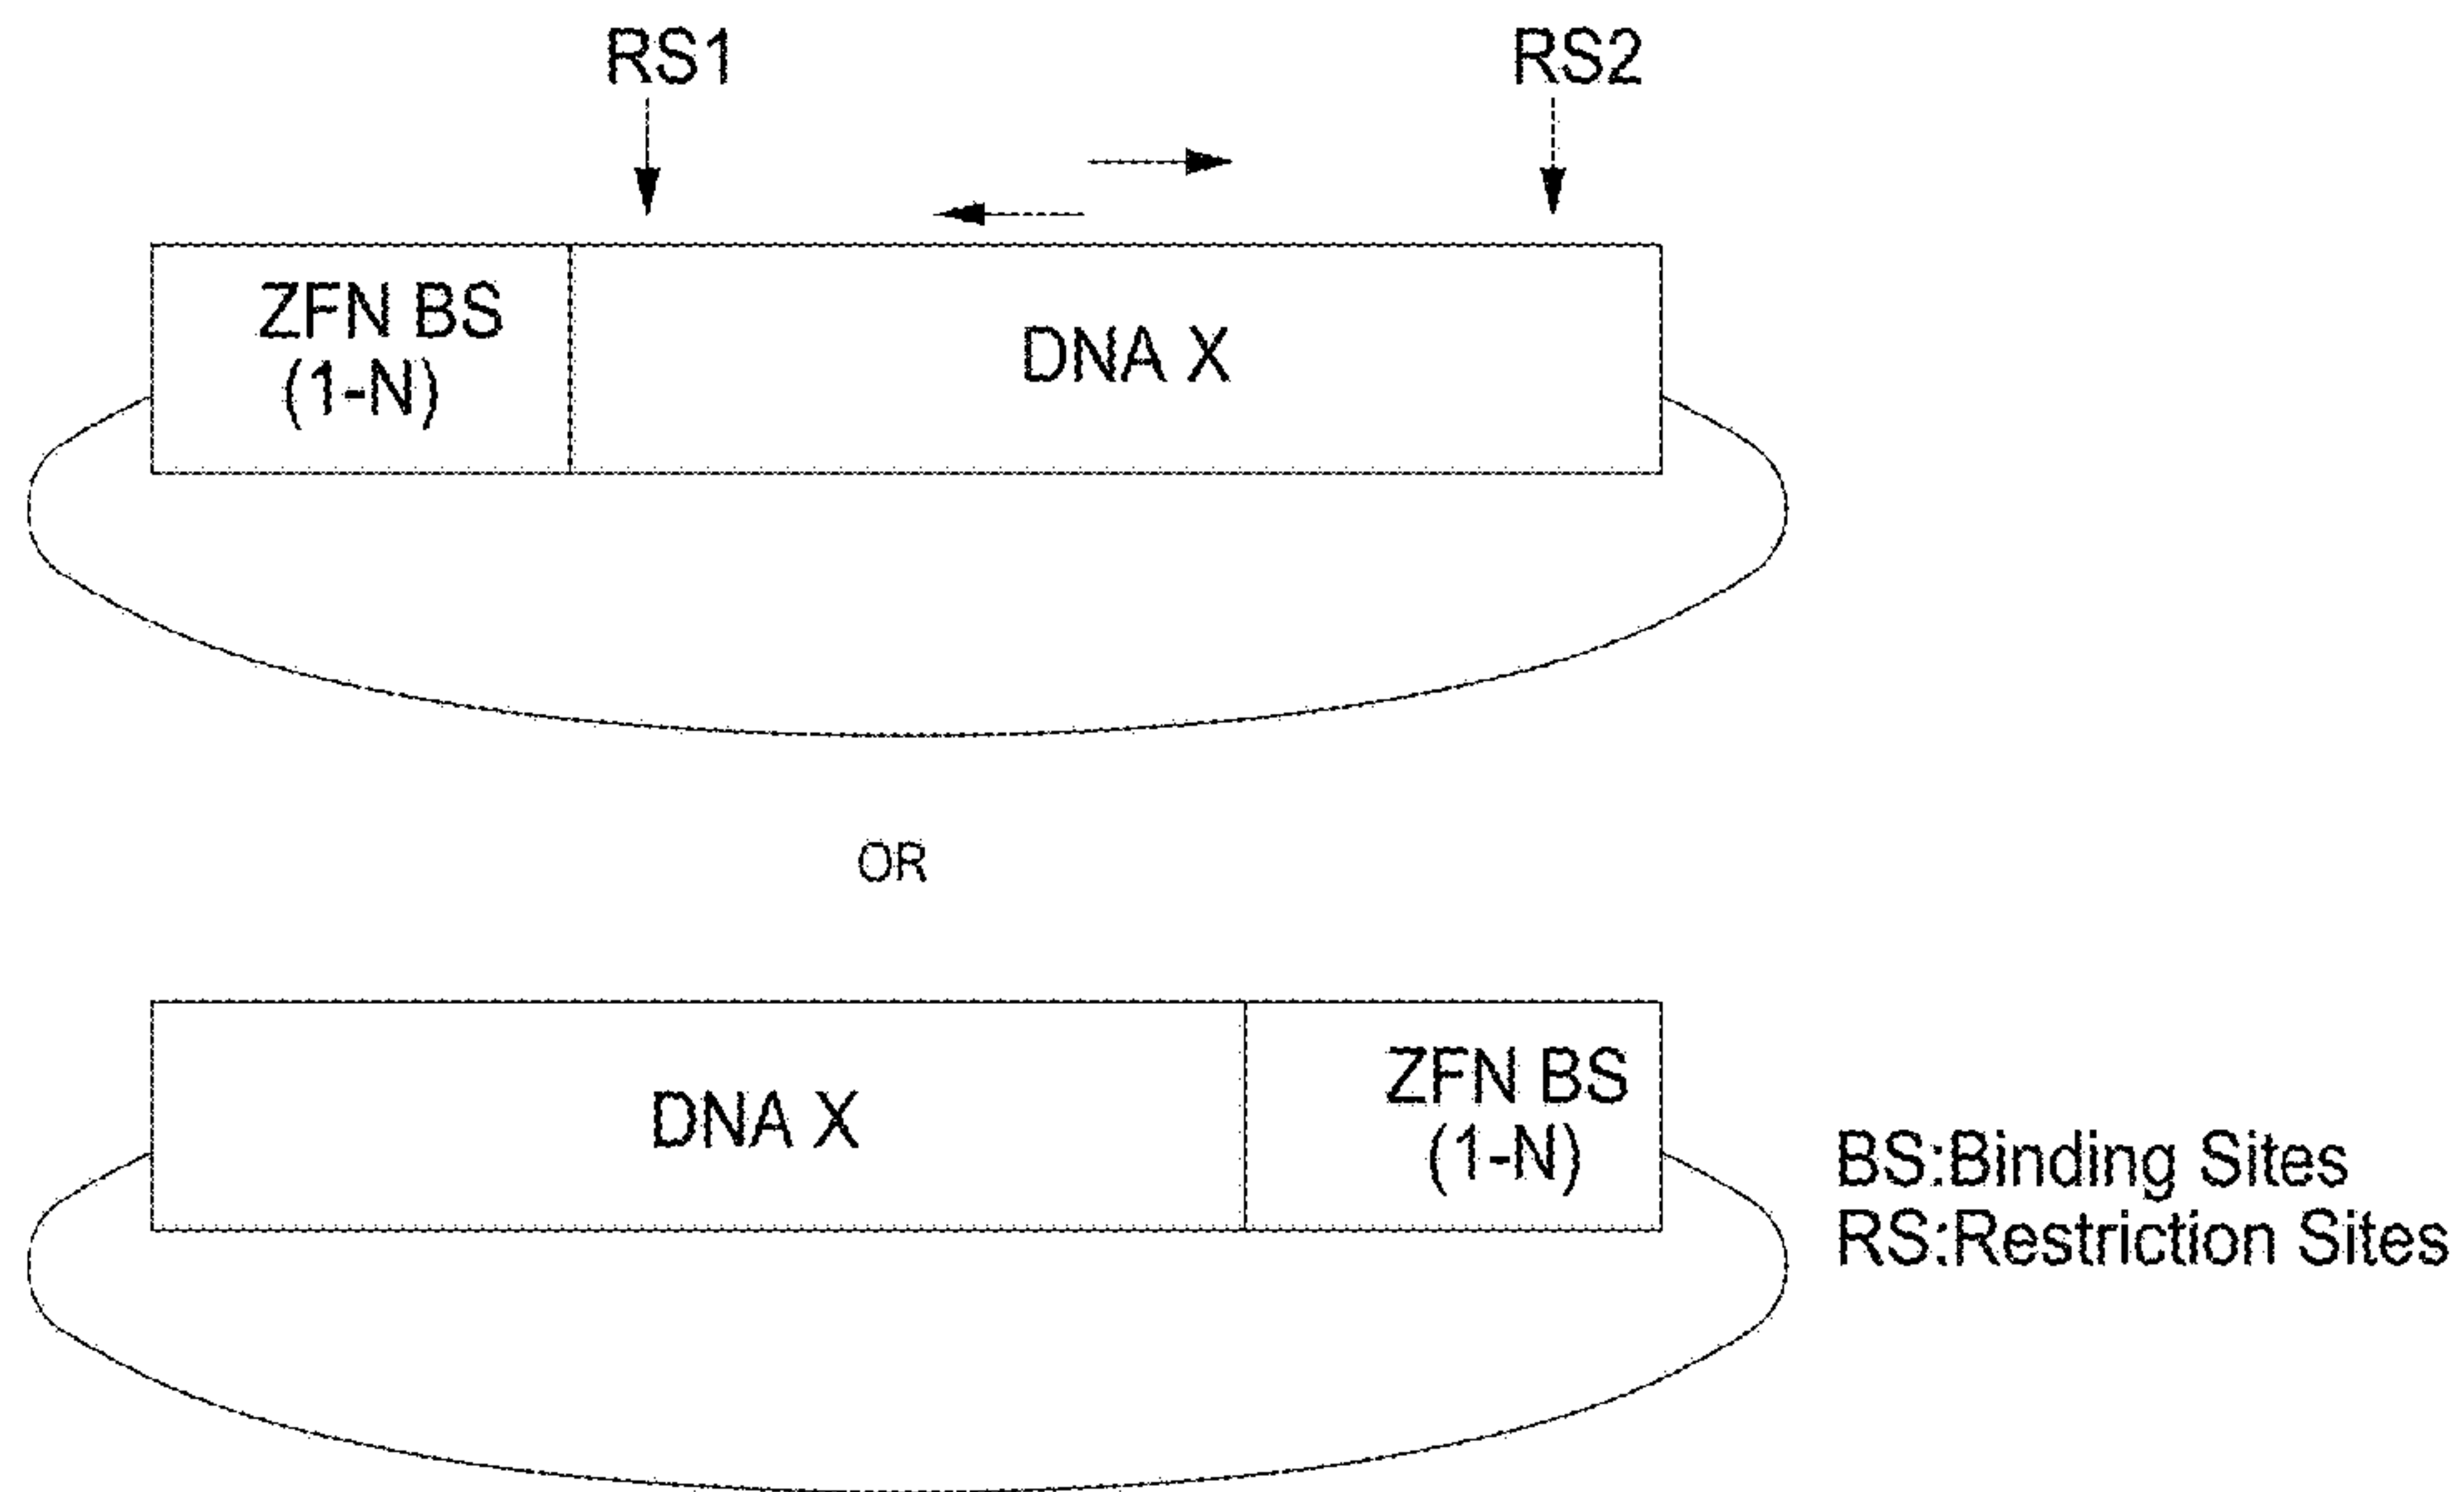 RS1
RS2
ZFN BS
(1-N)
DNA X
OR
DNA X
ZFN BS
(1-N)
BS:Binding Sites
RS:Restriction Sites